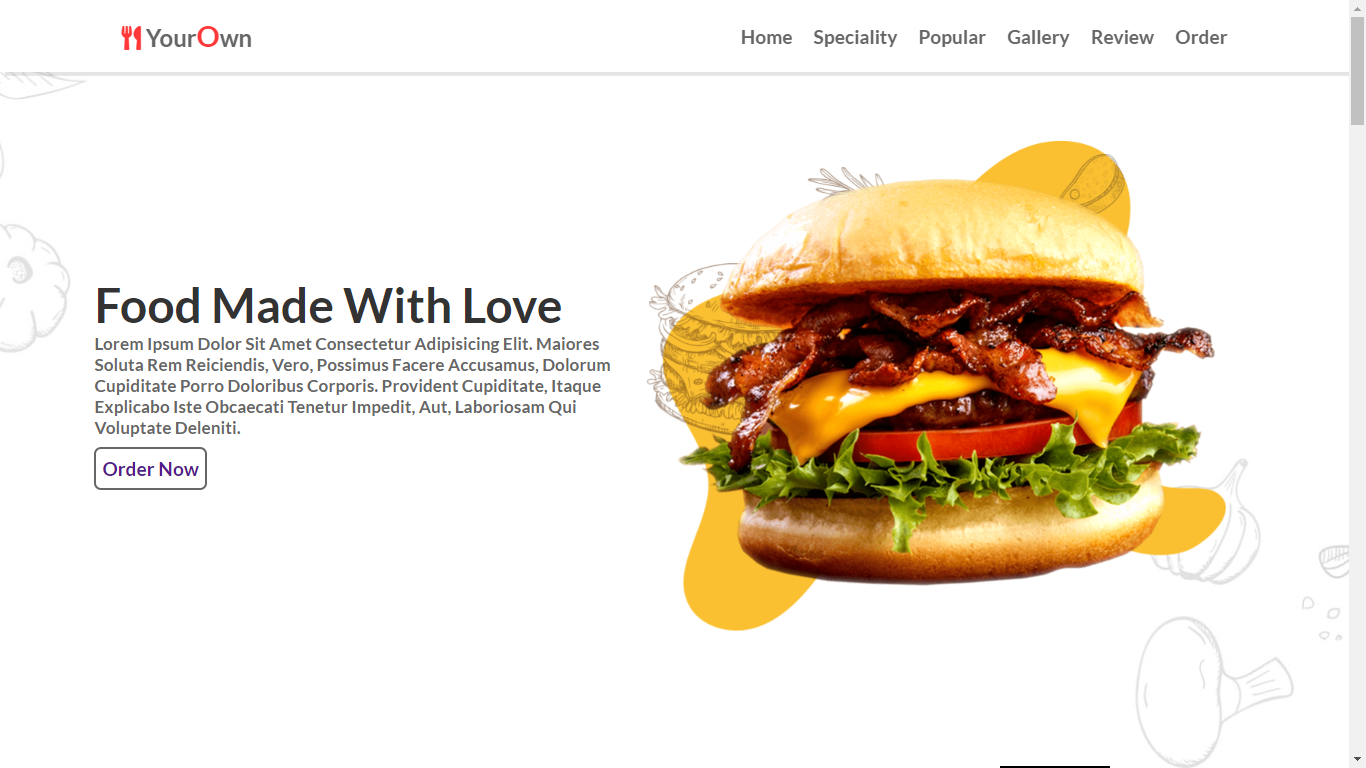 YourOwn
Home Speciality Popular Gallery Review Order
Food Made With Love
Lorem Ipsum Dolor Sit Amet Consectetur Adipisicing Elit. Maiores
Soluta Rem Reiciendis, Vero, Possimus Facere Accusamus, Dolorum
Cupiditate Porro Doloribus Corporis. Provident Cupiditate, Itaque
Explicabo Iste Obcaecati Tenetur Impedit, Aut, Laboriosam Qui
Voluptate Deleniti.
Order Now